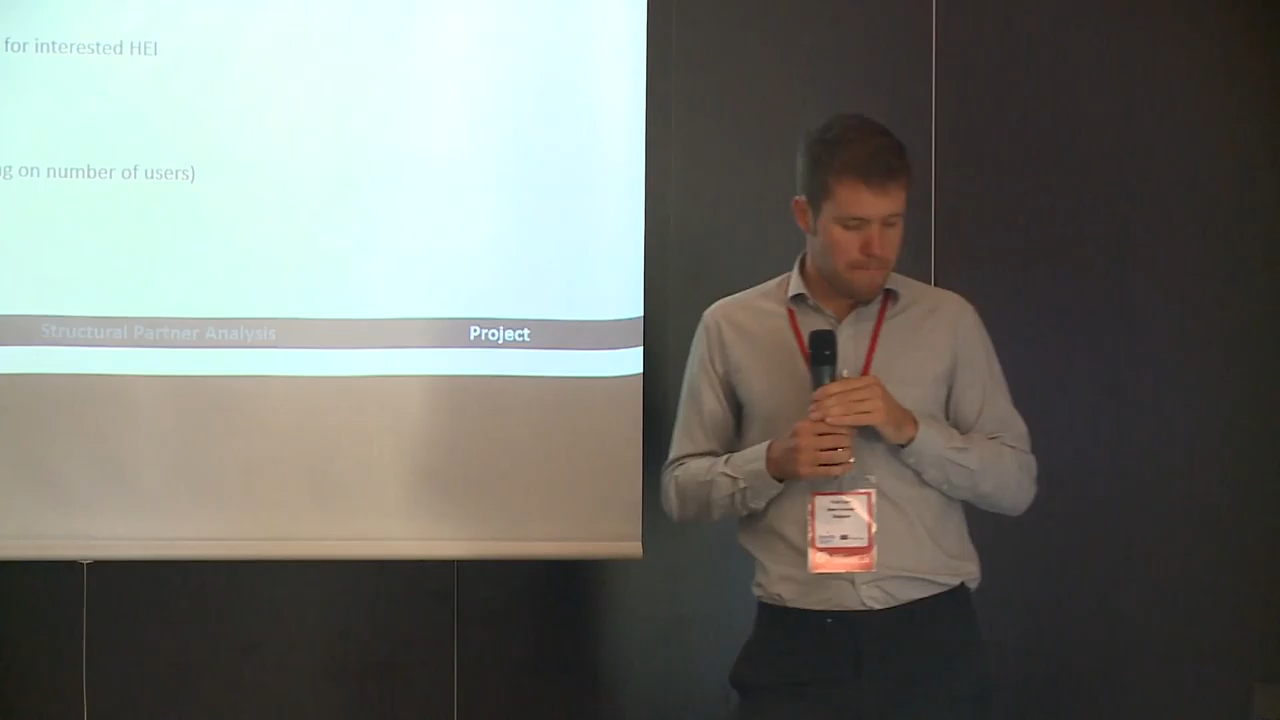 for interested HEI
g on number of users)
Structural Partner Analysis
Project